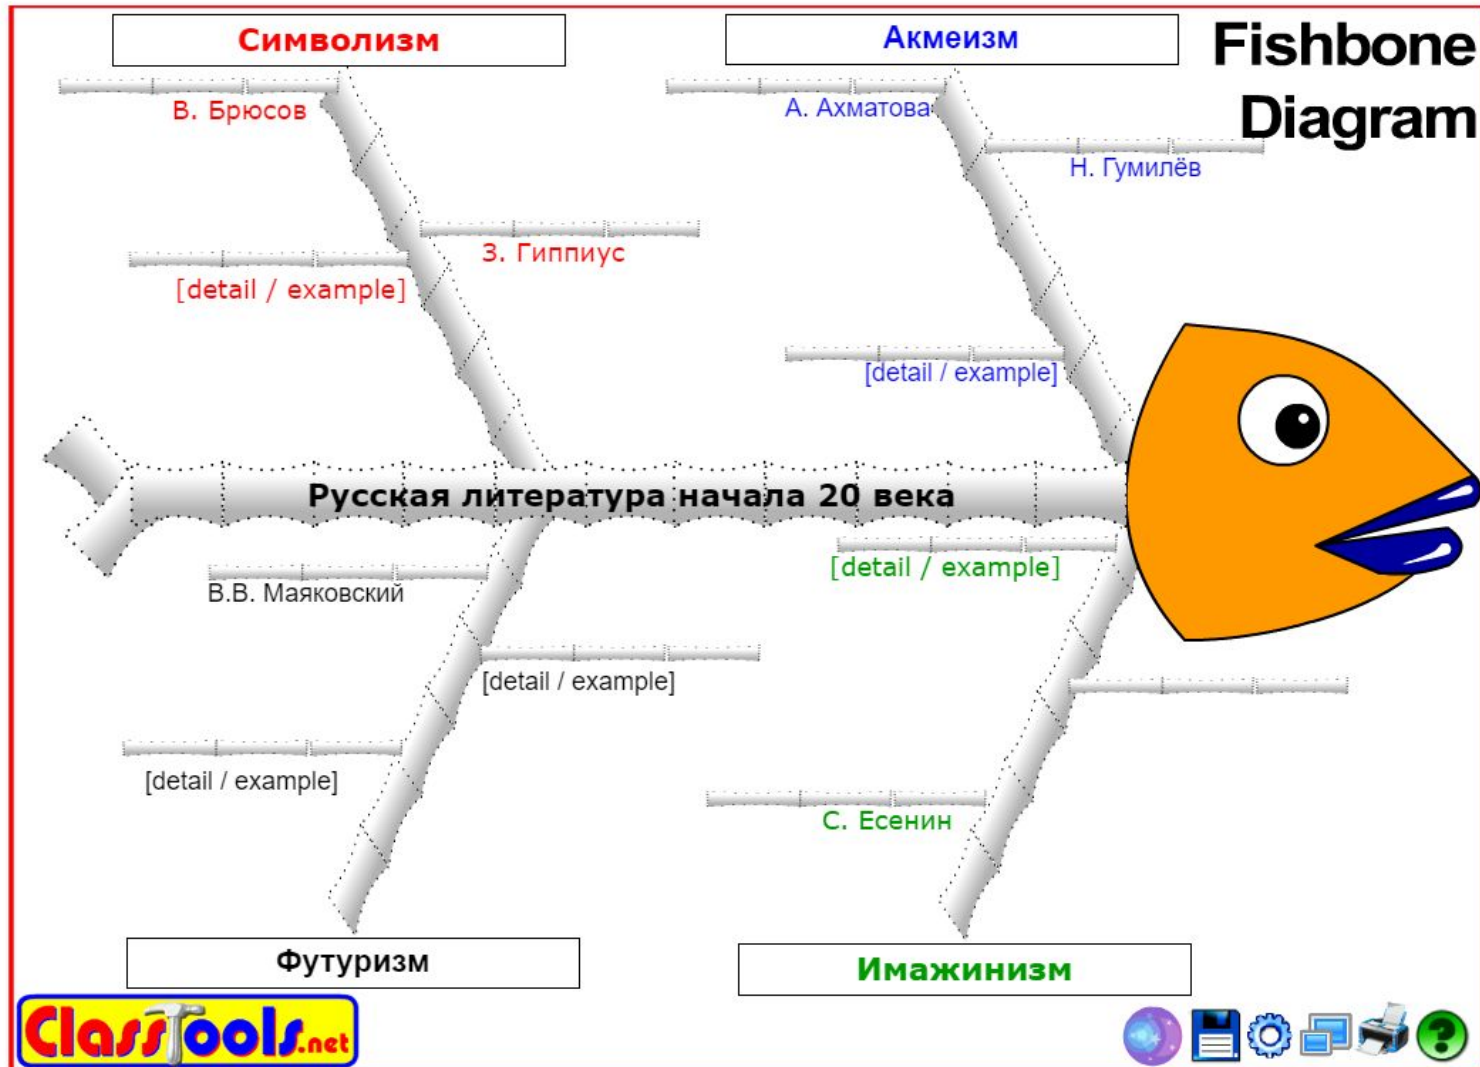 Символизм
Акмеизм
Fishbone
Diagram
В. Брюсов
А. Ахматова
Н. Гумилёв
З. Гиппиус
[detail / example]
[detail / example]
Русская литература начала 20 века
[detail / example]
В.В. Маяковский
[detail / example]
[detail / example]
С. Есенин
Футуризм
Имажинизм
ClassTools.net
?